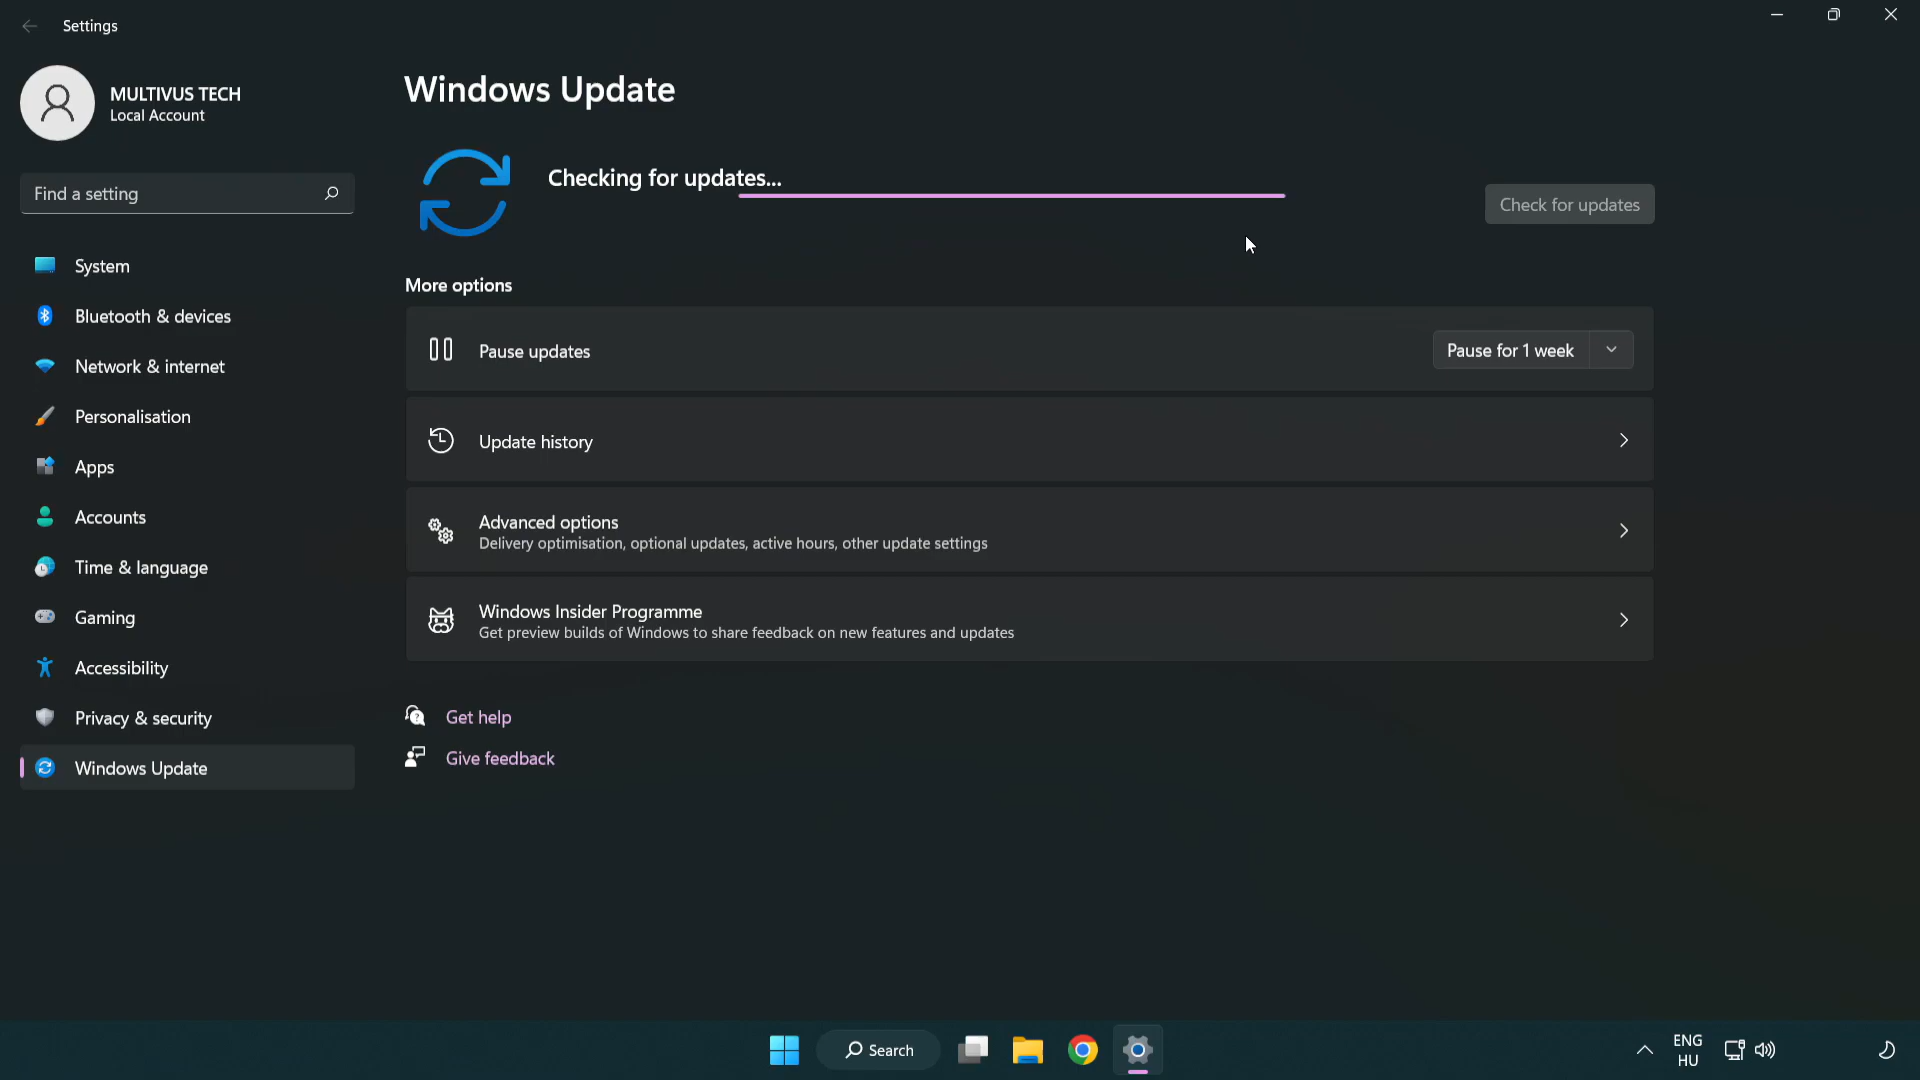 Settings
MULTIVUS TECH
Local Account
Find a setting
System
Bluetooth & devices
Network & internet
Personalisation
Apps
Accounts
Time & language
Gaming
Accessibility
Privacy & security
Windows Update
Windows Update
Checking for updates...
Check for updates
More options
Pause updates
Pause for 1 week
Update history
Advanced options
Delivery optimisation, optional updates, active hours, other update settings
Windows Insider Programme
Get preview builds of Windows to share feedback on new features and updates
Get help
Give feedback
Search
ENG
HU